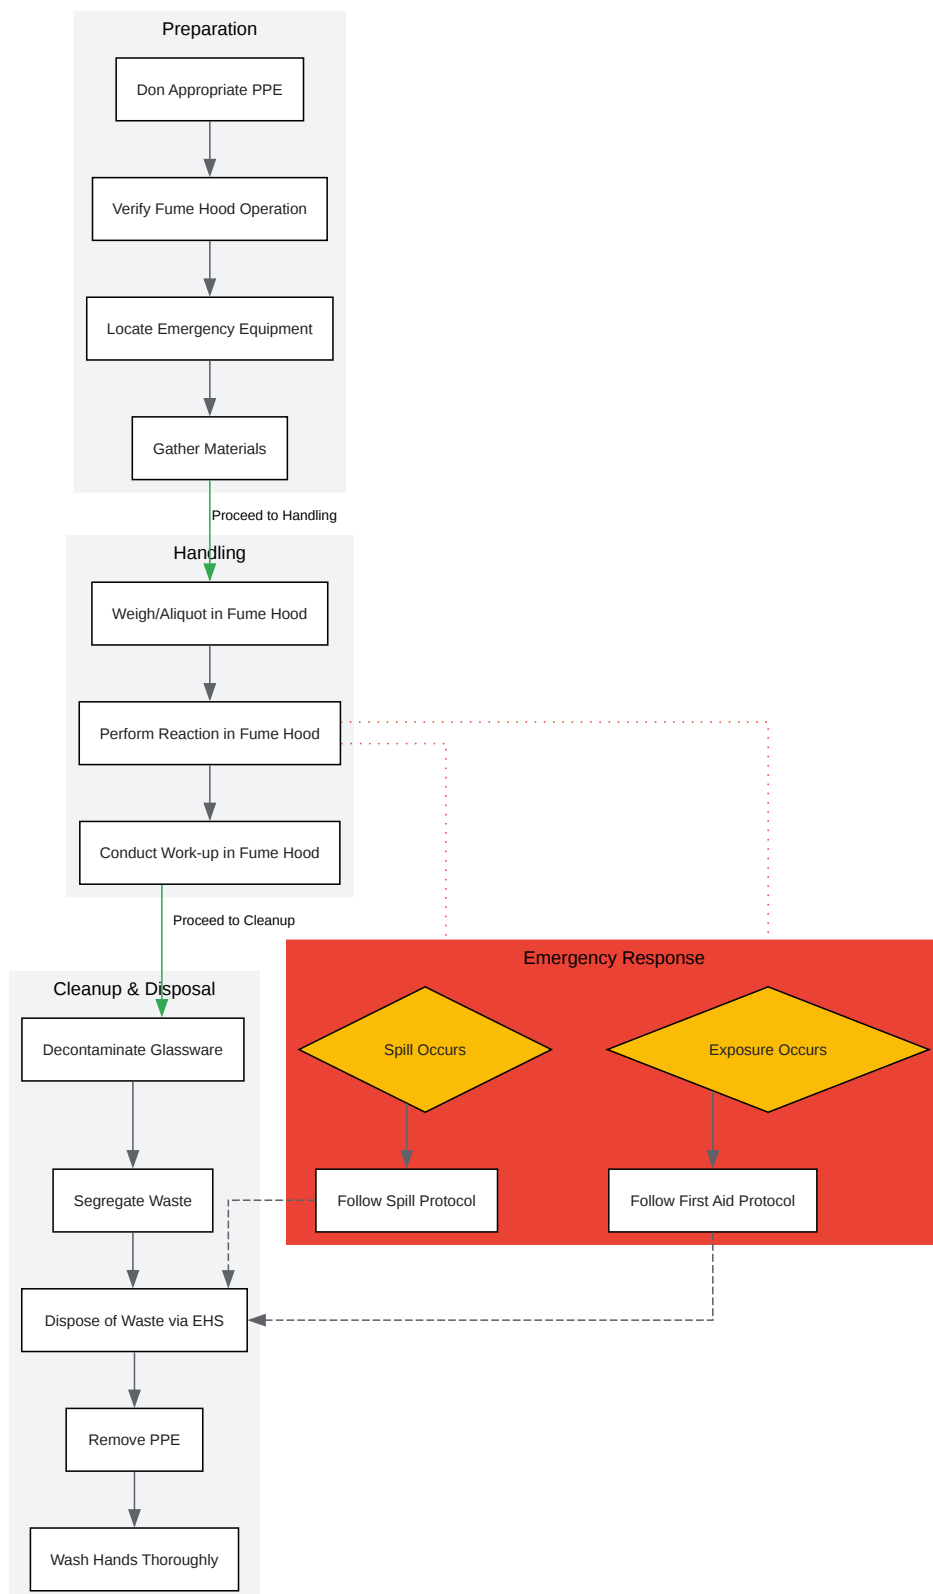 Preparation
Don Appropriate PPE
Verify Fume Hood Operation
Locate Emergency Equipment
Gather Materials
Proceed to Handling
Handling
Weigh/Aliquot in Fume Hood
Perform Reaction in Fume Hood
Conduct Work-up in Fume Hood
Proceed to Cleanup
Cleanup & Disposal
Decontaminate Glassware
Segregate Waste
Dispose of Waste via EHS
Remove PPE
Wash Hands Thoroughly
Emergency Response
Spill Occurs
Exposure Occurs
Follow Spill Protocol
Follow First Aid Protocol